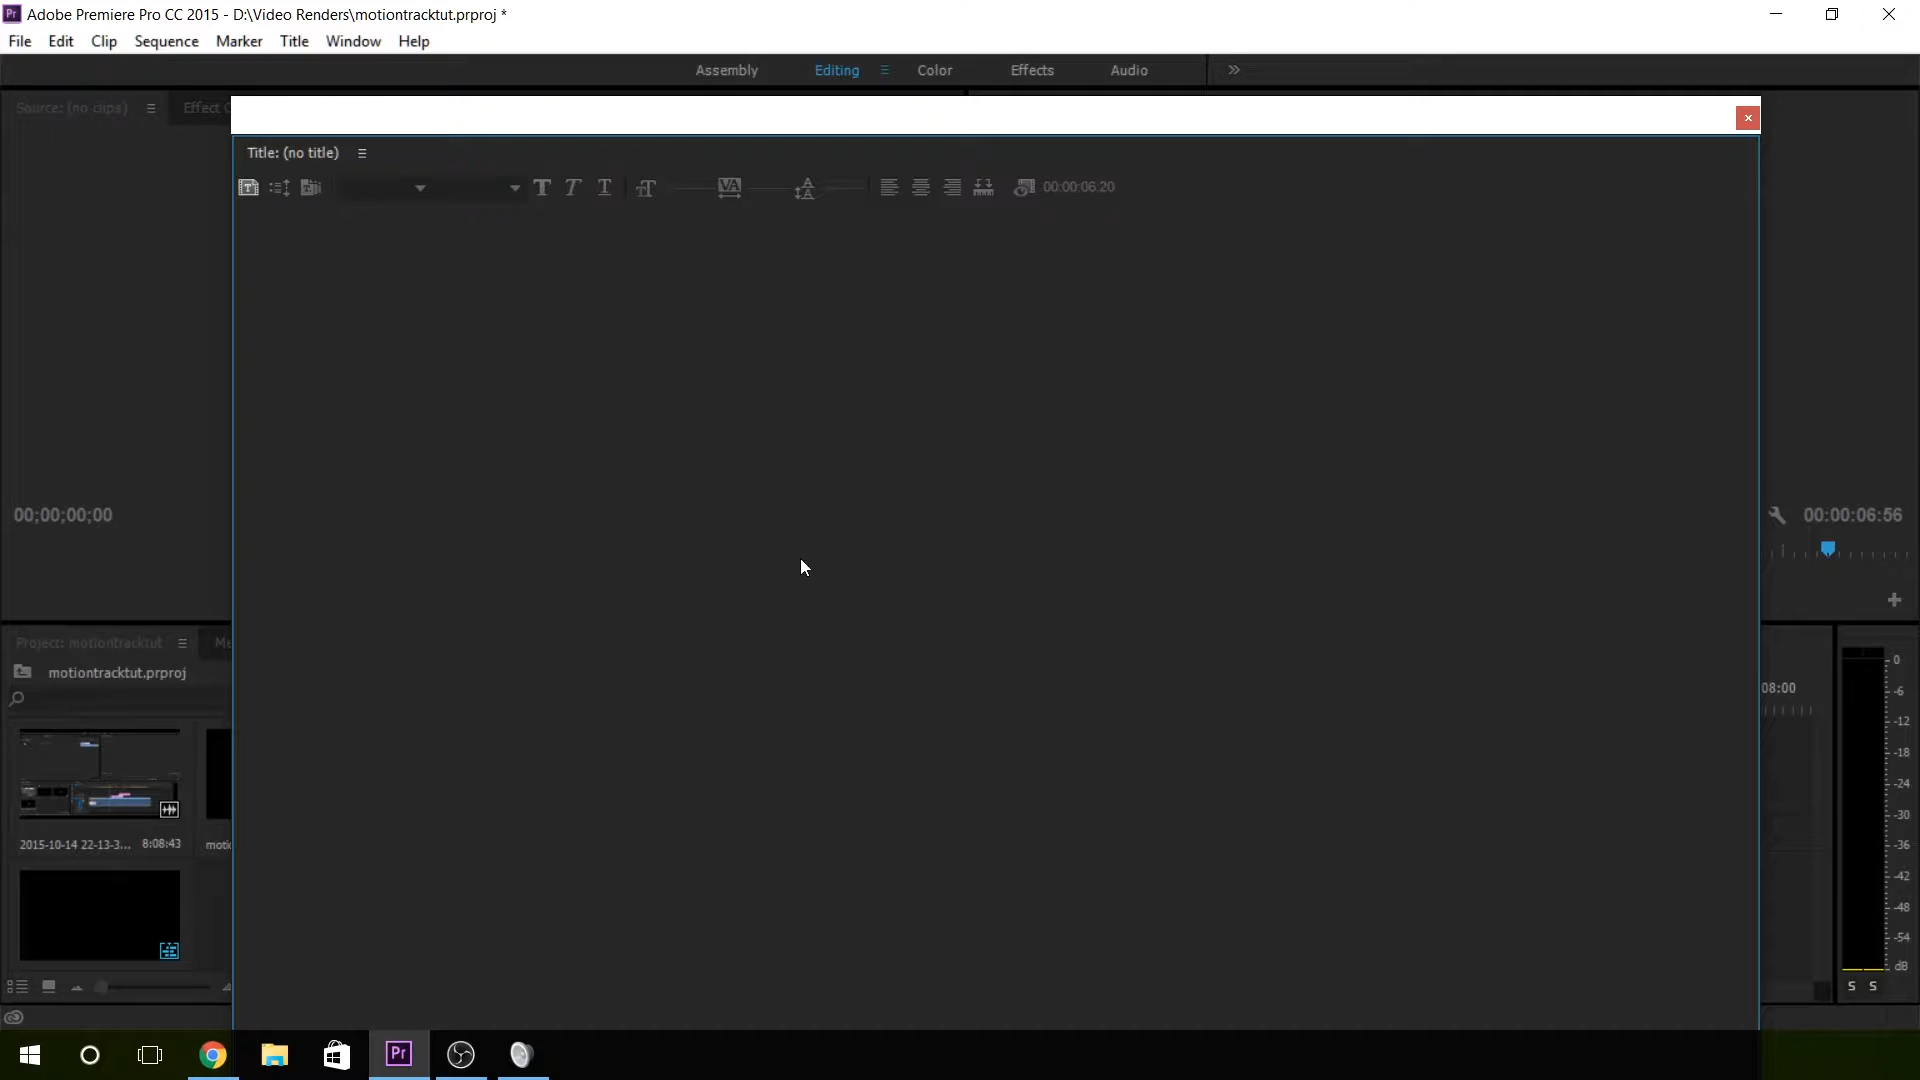 Adobe Premiere Pro CC 2015 - D:\Video Renders\motiontracktut.prproj *
File Edit Clip Sequence Marker Title Window Help
Assembly Editing Color Effects Audio
Source: (no clips) Effect C
Title: (no title)
00:00:06:20
00;00;00;00
00:00:06:56
Project: motiontracktut Me
motiontracktut.prproj
08:00
2015-10-14 22-13-3... 8:08:43 motio
0
-6
-12
-18
-24
-30
-36
-42
-48
-54
dB
S S